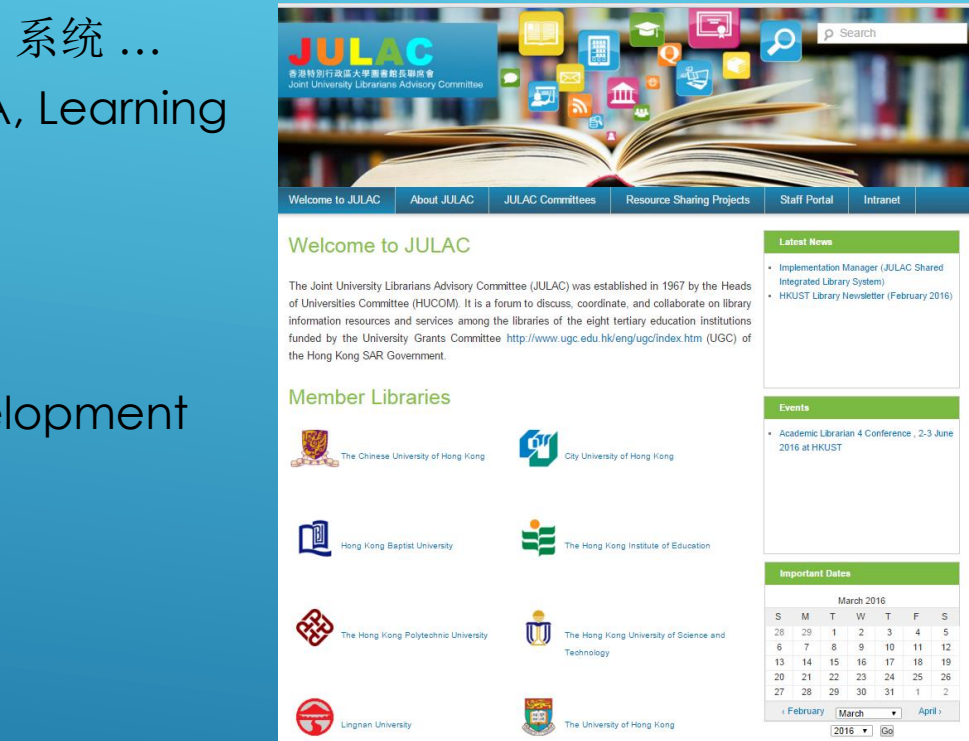 系统 ...
A, Learning
elopment
JULAC
香港特別行政區大學圖書館長聯席會
Joint University Librarians Advisory Committee
Search
Welcome to JULAC
About JULAC
JULAC Committees
Resource Sharing Projects
Staff Portal
Intranet
Welcome to JULAC
The Joint University Librarians Advisory Committee (JULAC) was established in 1967 by the Heads
of Universities Committee (HUCOM). It is a forum to discuss, coordinate, and collaborate on library
information resources and services among the libraries of the eight tertiary education institutions
funded by the University Grants Committee http://www.ugc.edu.hk/eng/ugc/index.htm (UGC) of
the Hong Kong SAR Government.
Member Libraries
The Chinese University of Hong Kong
City University of Hong Kong
Hong Kong Baptist University
The Hong Kong Institute of Education
The Hong Kong Polytechnic University
The Hong Kong University of Science and
Technology
Lingnan University
The University of Hong Kong
Latest News
Implementation Manager (JULAC Shared
Integrated Library System)
HKUST Library Newsletter (February 2016)
Events
Academic Librarian 4 Conference , 2-3 June
2016 at HKUST
Important Dates
March 2016
S M T W T F S
28 29 1 2 3 4 5
6 7 8 9 10 11 12
13 14 15 16 17 18 19
20 21 22 23 24 25 26
27 28 29 30 31 1 2
‹ February March April ›
2016 Go